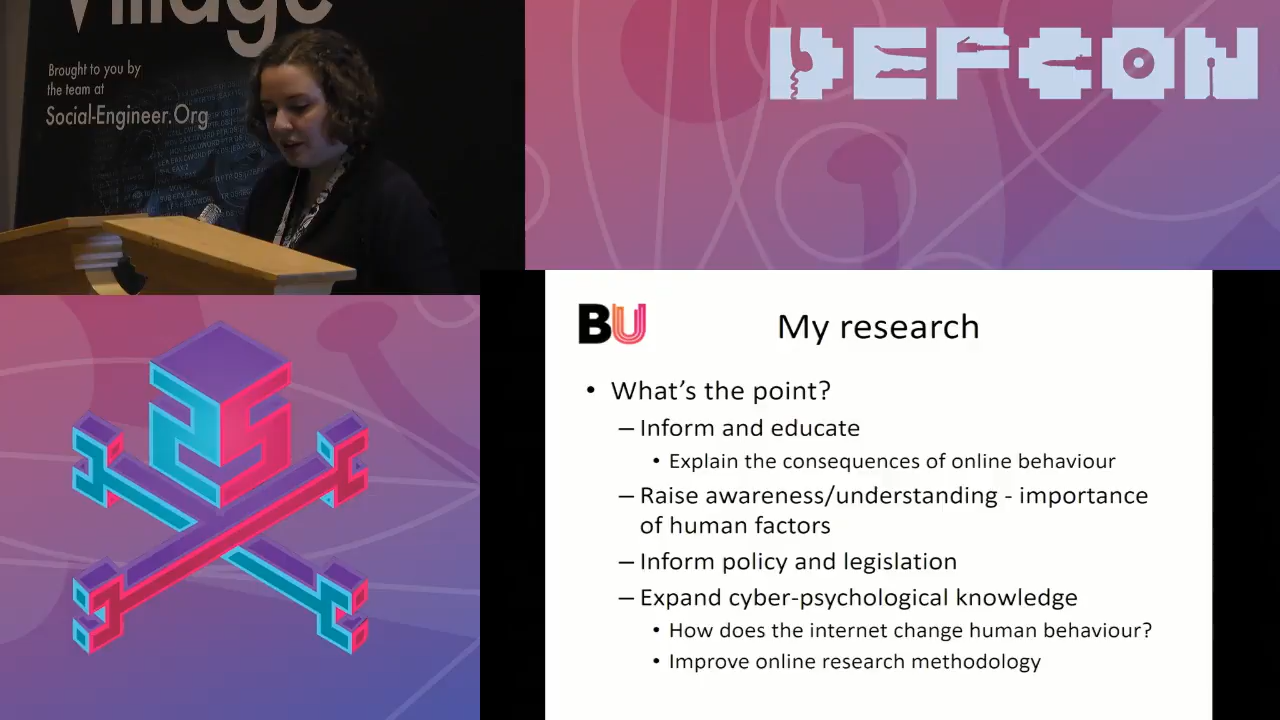 Village
Brought to you by
the team at
Social-Engineer.Org
DEFCON
BU
My research
• What's the point?
– Inform and educate
• Explain the consequences of online behaviour
– Raise awareness/understanding - importance
of human factors
– Inform policy and legislation
– Expand cyber-psychological knowledge
• How does the internet change human behaviour?
• Improve online research methodology
25